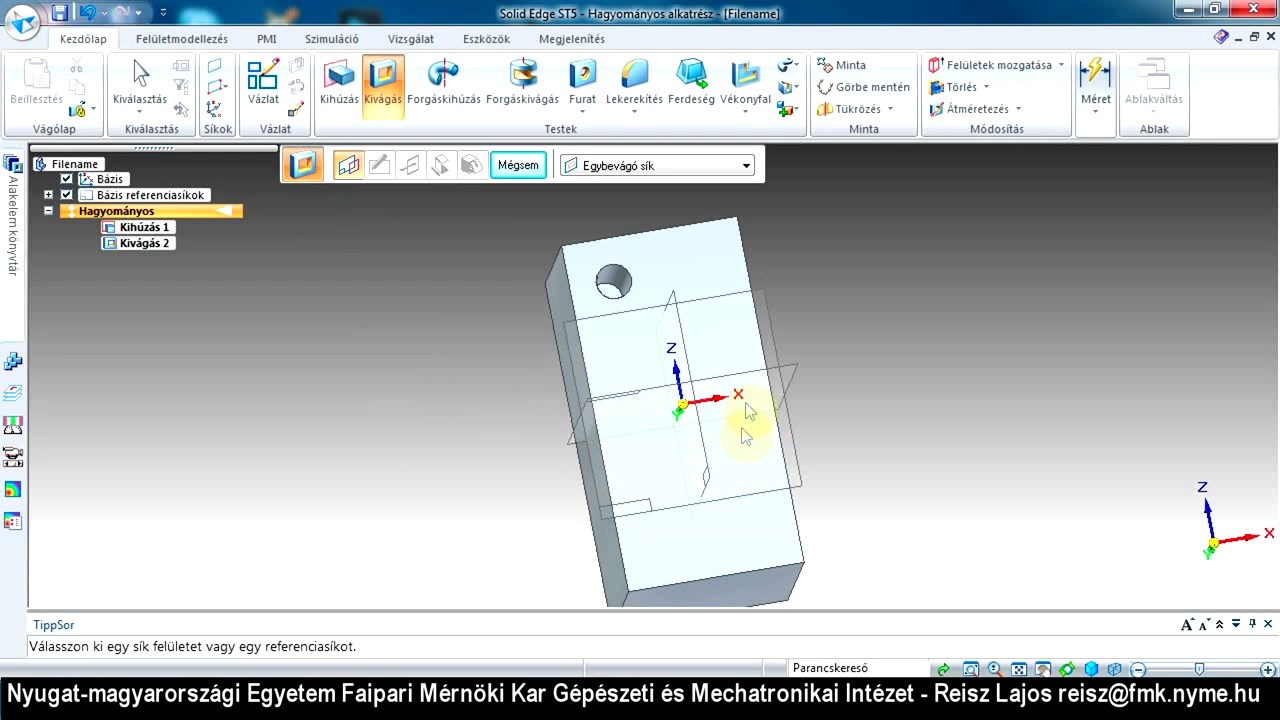 Solid Edge ST5 - Hagyományos alkatrész - [Filename]
Kezdőlap Felületmodellezés PMI Szimuláció Vizsgálat Eszközök Megjelenítés
Beillesztés Kiválasztás Vázlat Kihúzás Kivágás Forgáskihúzás Forgáskivágás Furat Lekerekítés Ferdeség Vékonyfal
Minta
Görbe mentén
Tükrözés
Felületek mozgatása
Törlés
Átméretezés
Méret Ablakváltás
Vágólap Kiválasztás Síkok Vázlat Testek Minta Módosítás Ablak
Mégsem Egybevágó sík
Alakelem könyvtár
Filename
Bázis
Bázis referenciasíkok
Hagyományos
Kihúzás 1
Kivágás 2
Z
X
Y
Z
X
Y
TippSor
Válasszon ki egy sík felületet vagy egy referenciasíkot.
Parancskereső
Nyugat-magyarországi Egyetem Faipari Mérnöki Kar Gépészeti és Mechatronikai Intézet - Reisz Lajos reisz@fmk.nyme.hu